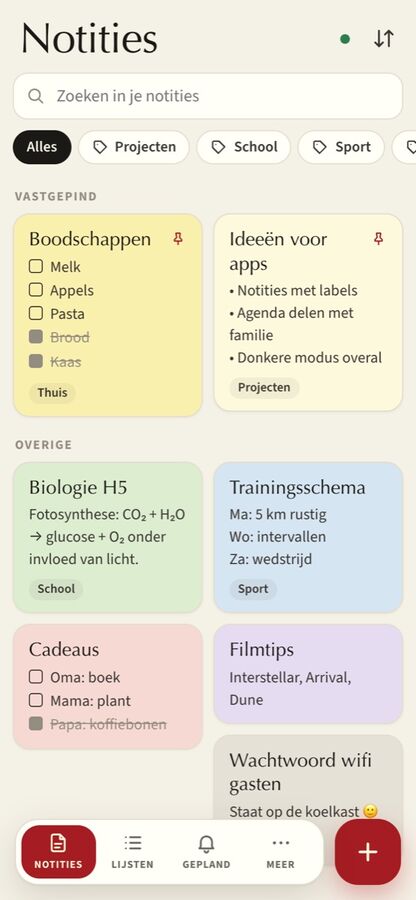 Notities
Zoeken in je notities
Alles
Projecten
School
Sport
VASTGEPIND
Boodschappen
Melk
Appels
Pasta
Brood
Kaas
Thuis
Ideeën voor
apps
• Notities met labels
• Agenda delen met
familie
• Donkere modus overal
Projecten
OVERIGE
Biologie H5
Fotosynthese: CO₂ + H₂O
→ glucose + O₂ onder
invloed van licht.
School
Trainingsschema
Ma: 5 km rustig
Wo: intervallen
Za: wedstrijd
Sport
Cadeaus
Oma: boek
Mama: plant
Papa: koffiebonen
Filmtips
Interstellar, Arrival,
Dune
Wachtwoord wifi
gasten
Staat op de koelkast 🙂
NOTITIES
LIJSTEN
GEPLAND
MEER